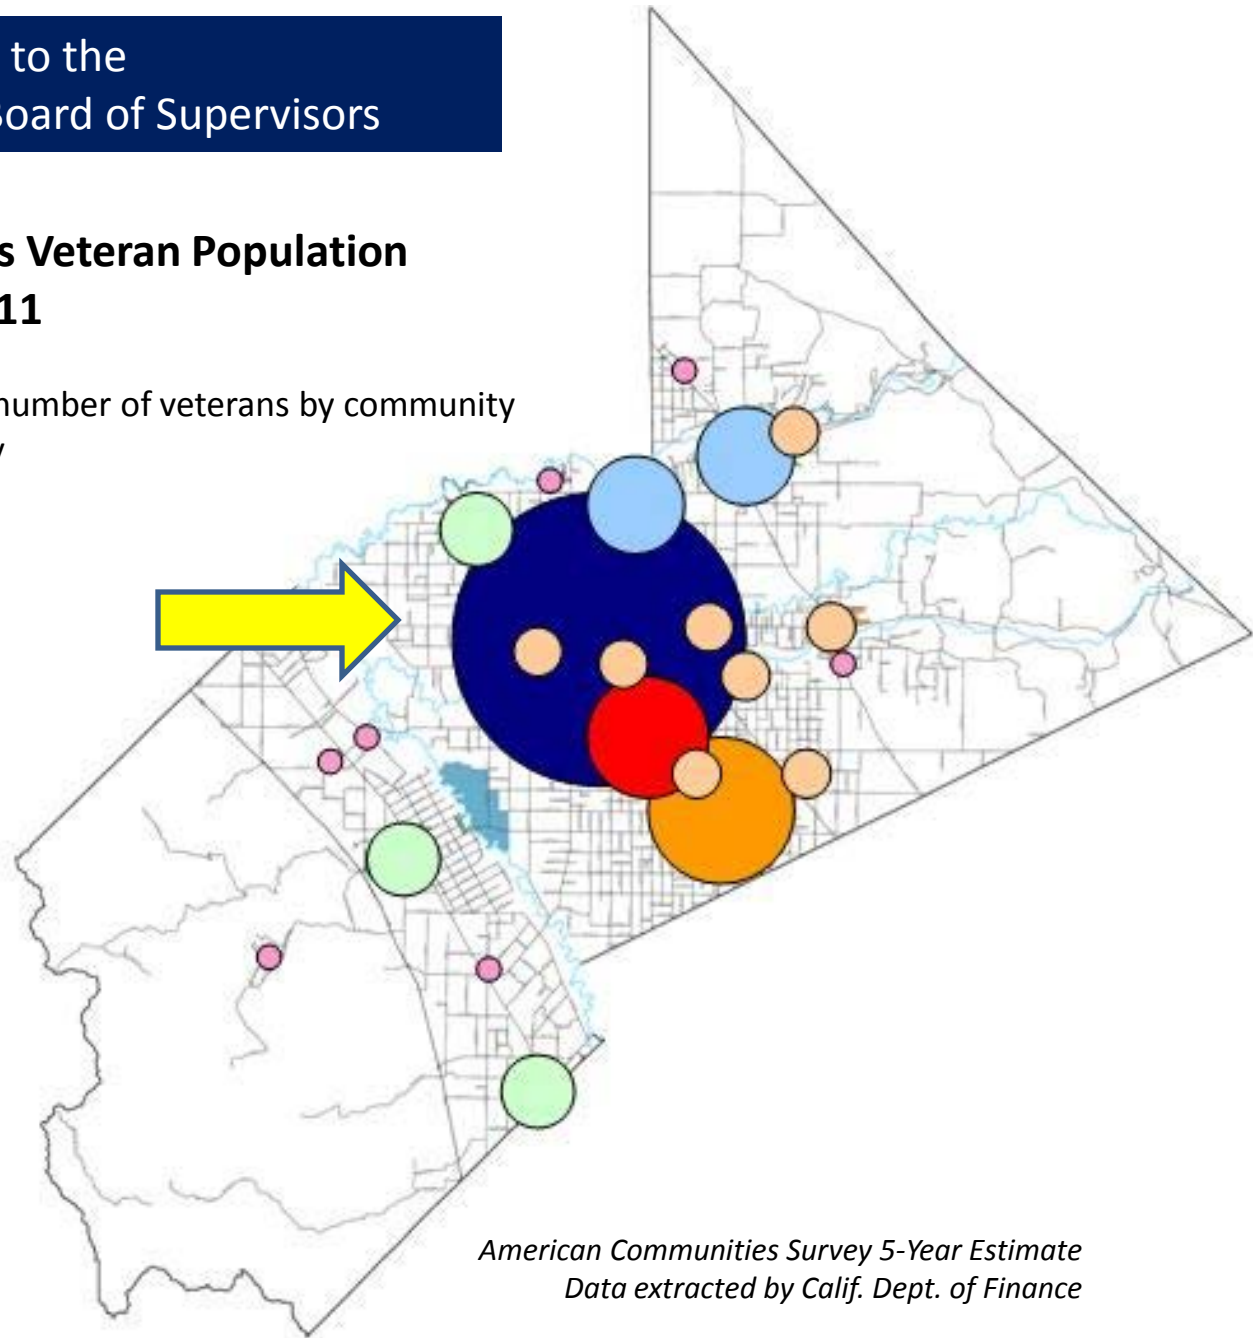 to the
Board of Supervisors
s Veteran Population
11
number of veterans by community
American Communities Survey 5-Year Estimate
Data extracted by Calif. Dept. of Finance